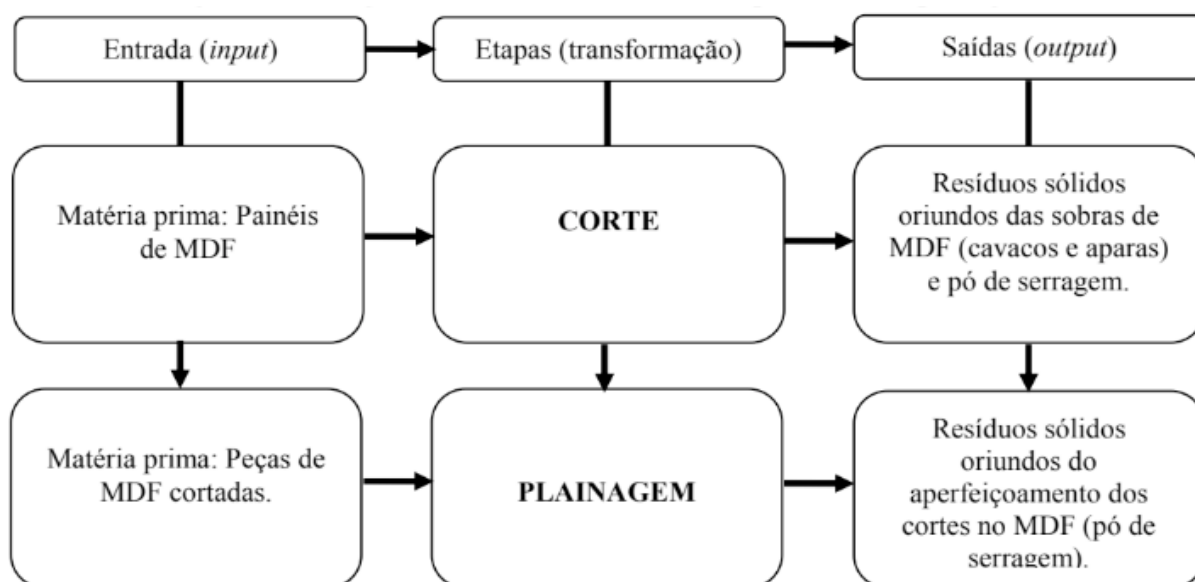 Entrada (input)
Etapas (transformação)
Saídas (output)
Matéria prima: Painéis
de MDF
CORTE
Resíduos sólidos
oriundos das sobras de
MDF (cavacos e aparas)
e pó de serragem.
Matéria prima: Peças de
MDF cortadas.
PLAINAGEM
Resíduos sólidos
oriundos do
aperfeiçoamento dos
cortes no MDF (pó de
serragem).